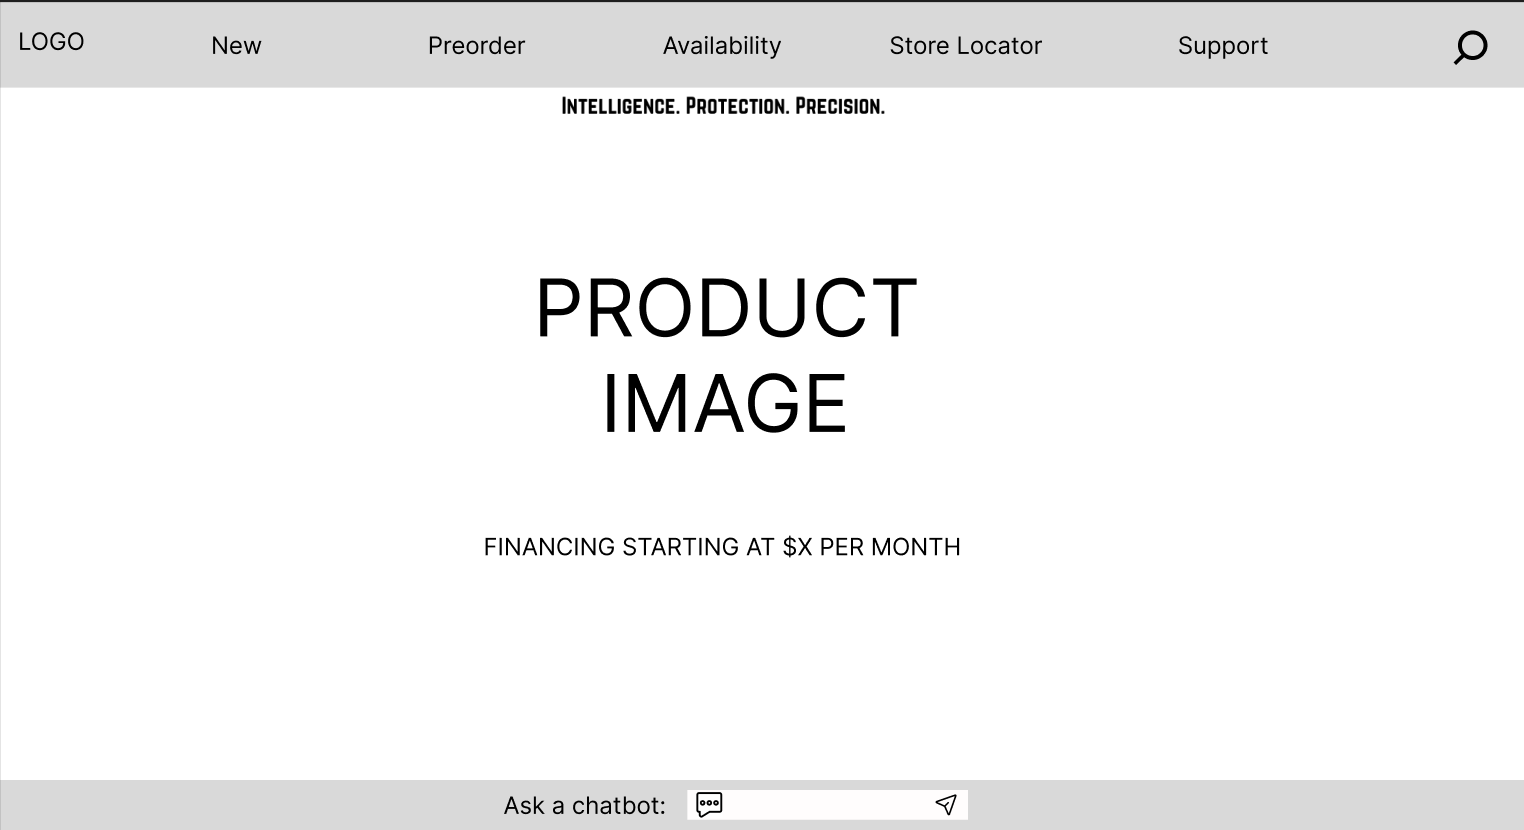 LOGO New Preorder Availability Store Locator Support
Intelligence. Protection. Precision.
PRODUCT
IMAGE
FINANCING STARTING AT $X PER MONTH
Ask a chatbot: